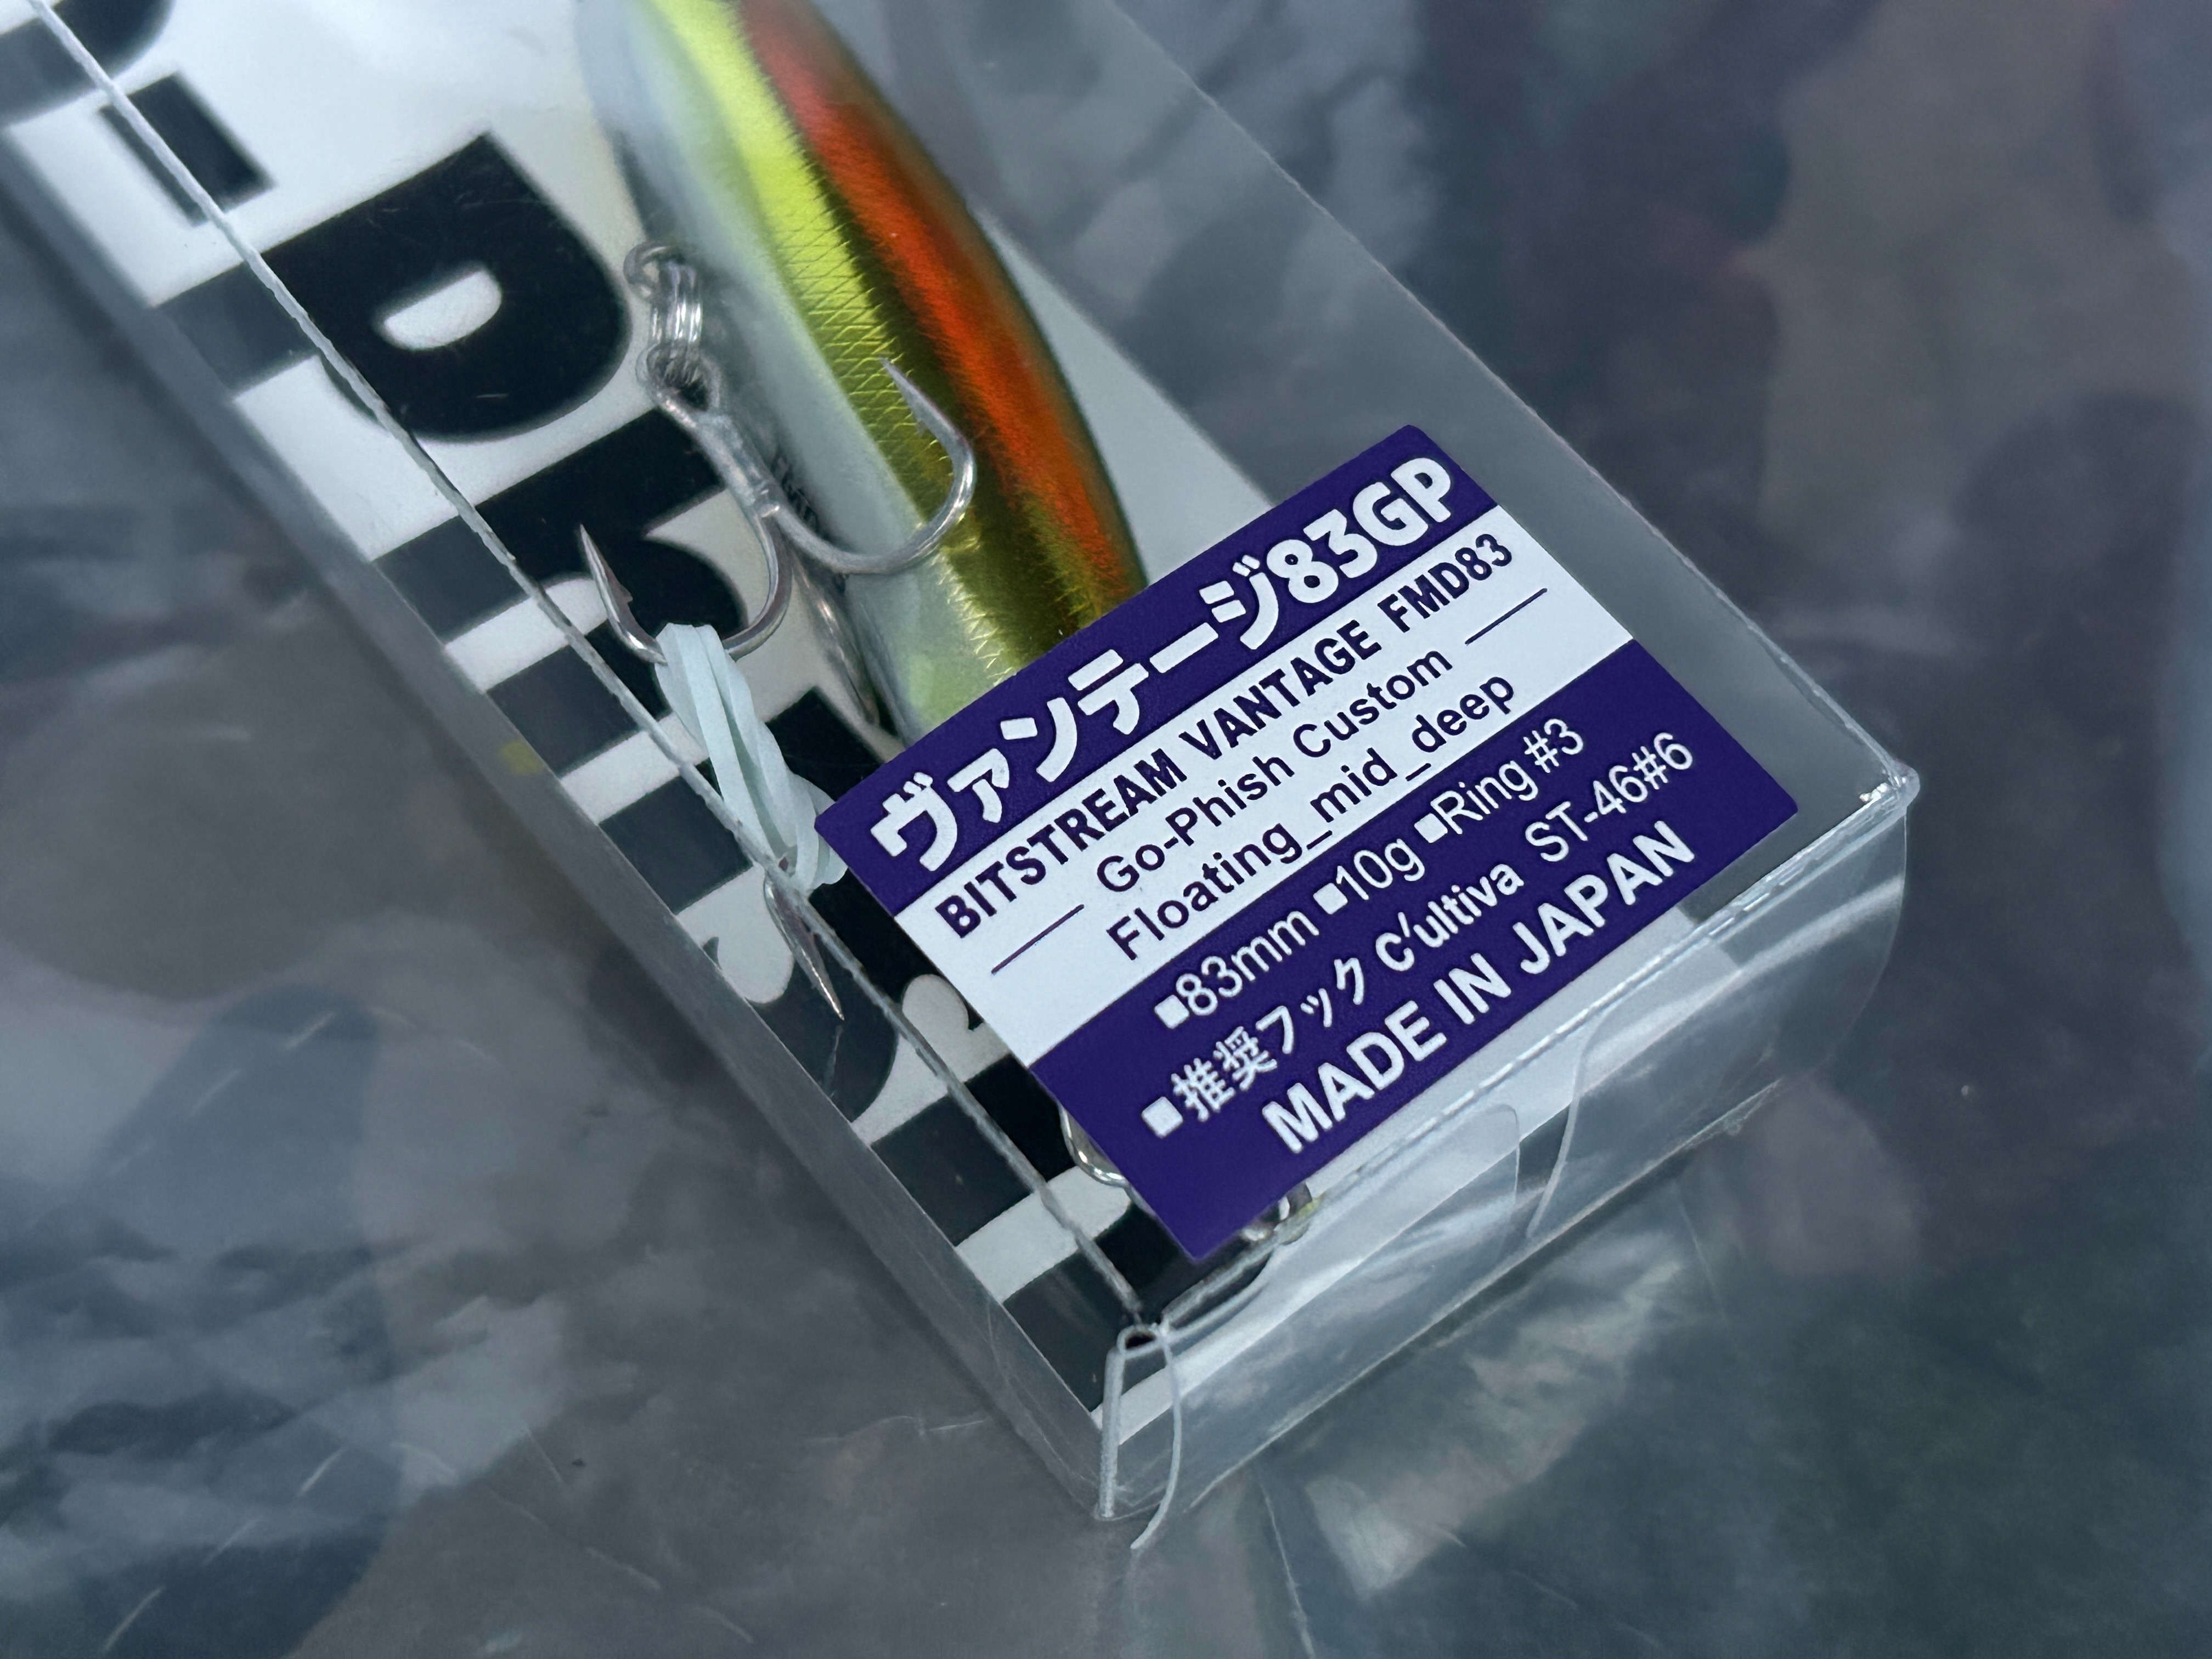 ヴァンテージ83GP
BITSTREAM VANTAGE FMD83
Go-Phish Custom
Floating_mid_deep
■83mm ■10g ■Ring #3
■推奨フック C'ultiva ST-46#6
MADE IN JAPAN